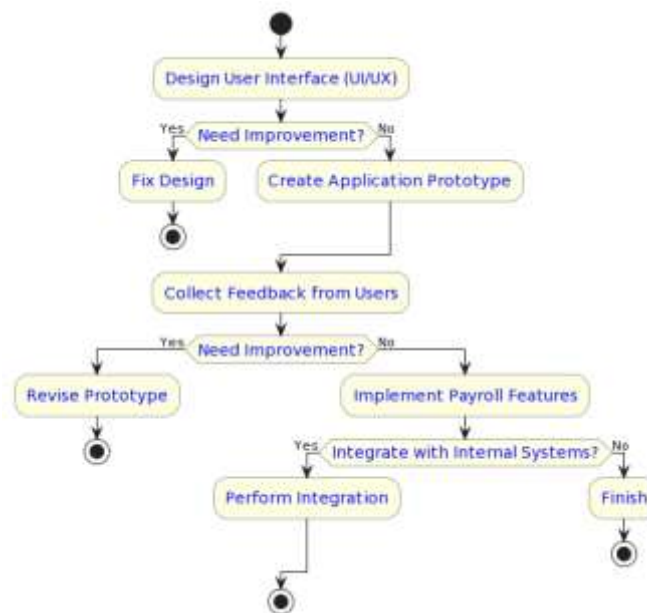 Design User Interface (UI/UX)
Yes
Need Improvement?
No
Fix Design
Create Application Prototype
Collect Feedback from Users
Yes
Need Improvement?
No
Revise Prototype
Implement Payroll Features
Yes
Integrate with Internal Systems?
No
Perform Integration
Finish